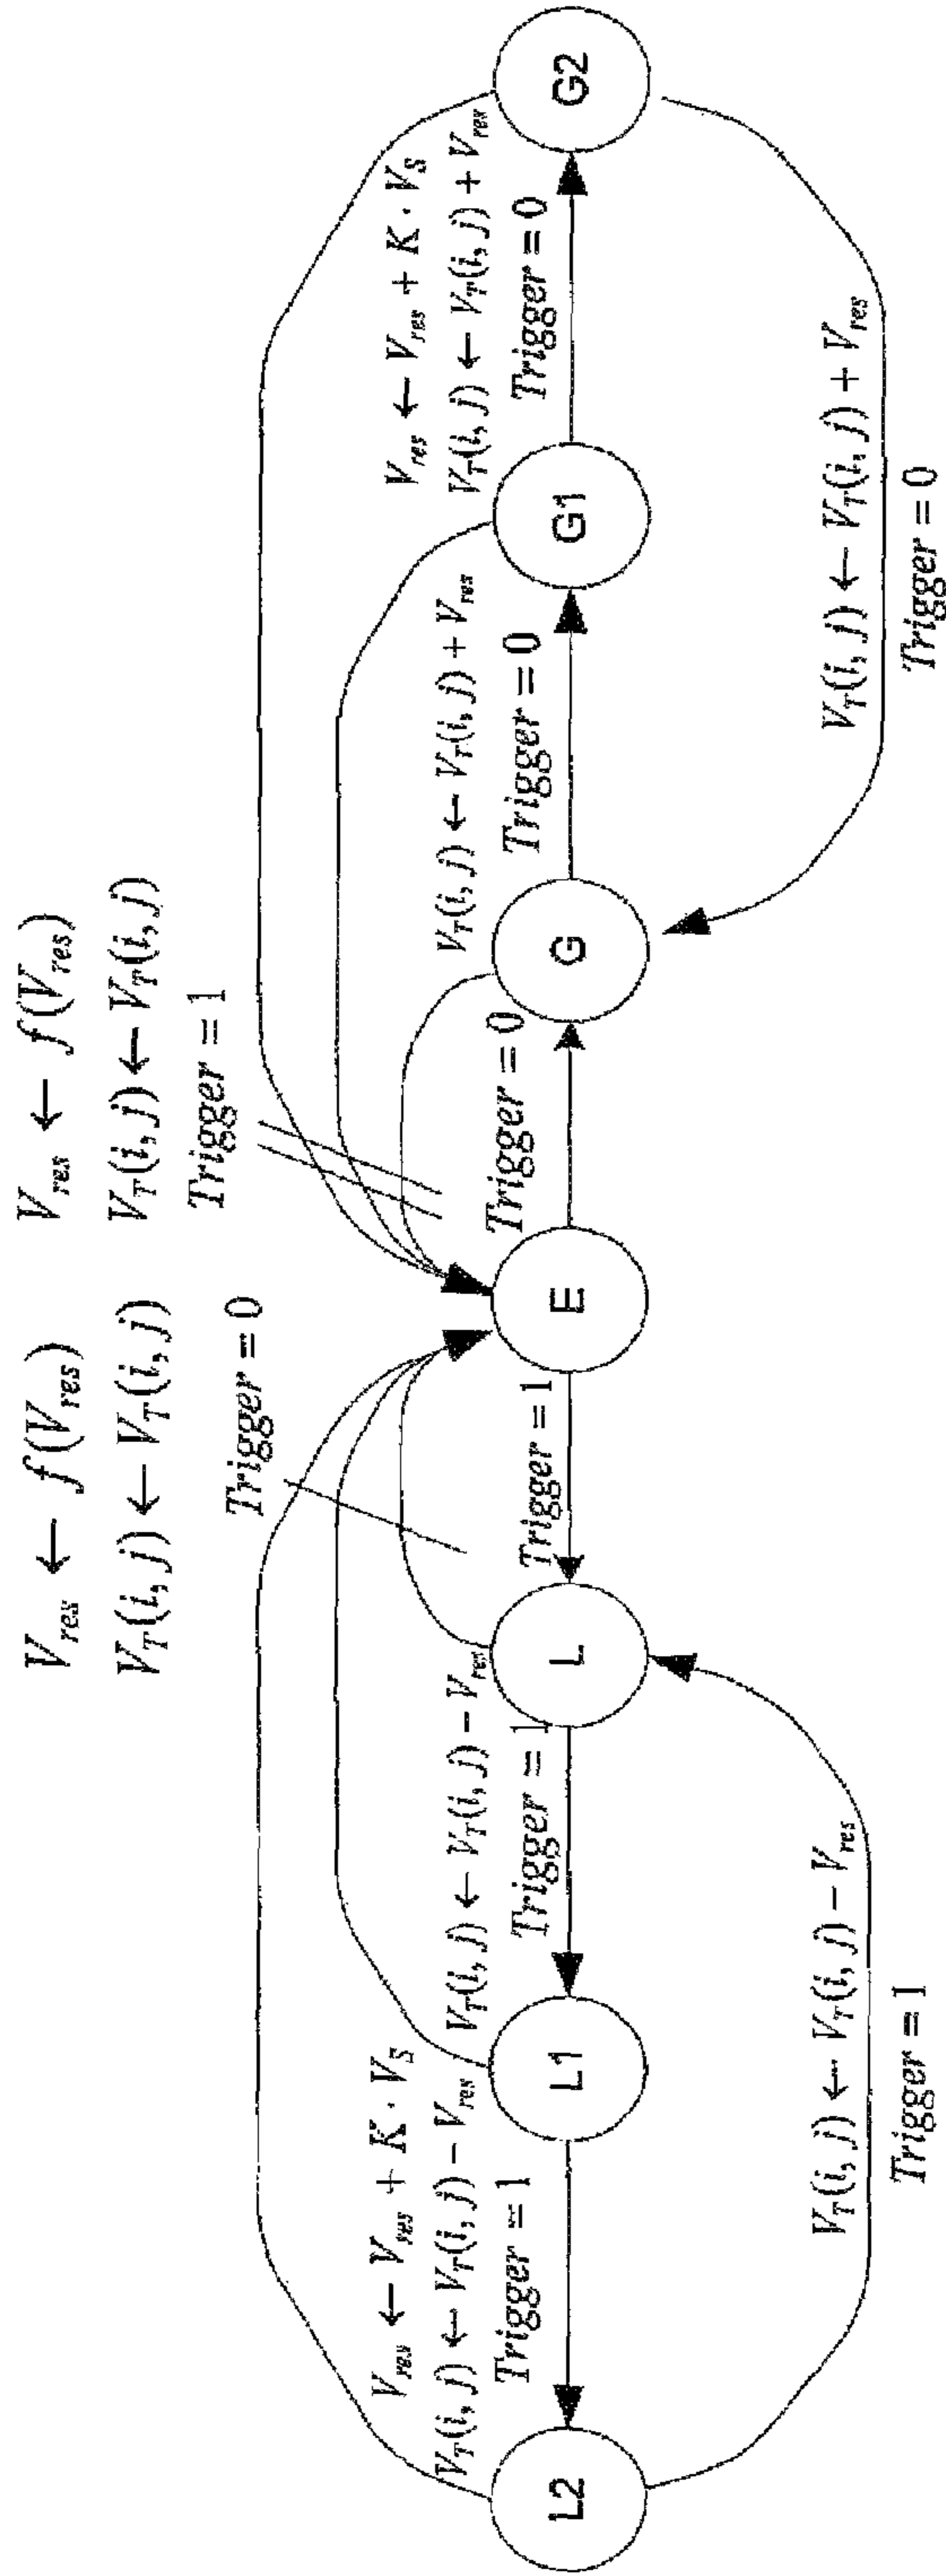 V_res ← f(V_res)
V_T(i, j) ← V_T(i, j)
Trigger = 0
V_res ← f(V_res)
V_T(i, j) ← V_T(i, j)
Trigger = 1
V_res ← V_res + K · V_S
V_T(i, j) ← V_T(i, j) − V_res
Trigger = 1
V_T(i, j) ← V_T(i, j) − V_res
Trigger = 1
Trigger = 1
Trigger = 0
V_T(i, j) ← V_T(i, j) + V_res
Trigger = 0
V_res ← V_res + K · V_S
V_T(i, j) ← V_T(i, j) + V_res
Trigger = 0
L2
L1
L
E
G
G1
G2
V_T(i, j) ← V_T(i, j) − V_res
Trigger = 1
V_T(i, j) ← V_T(i, j) + V_res
Trigger = 0